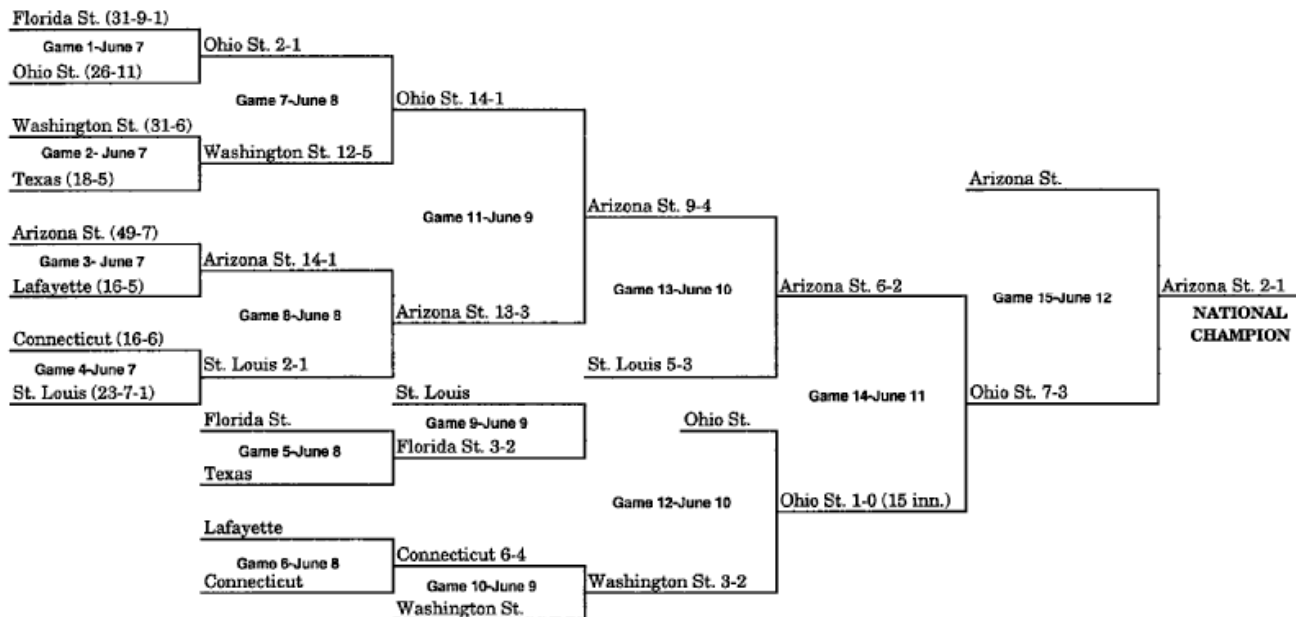 Florida St. (31-9-1)
Game 1-June 7
Ohio St. 2-1
Ohio St. (26-11)
Game 7-June 8
Ohio St. 14-1
Washington St. (31-6)
Game 2- June 7
Washington St. 12-5
Texas (18-5)
Arizona St.
Game 11-June 9
Arizona St. 9-4
Arizona St. (49-7)
Game 3- June 7
Arizona St. 14-1
Lafayette (16-5)
Game 13-June 10
Arizona St. 6-2
Game 15-June 12
Arizona St. 2-1
NATIONAL
CHAMPION
Game 8-June 8
Arizona St. 13-3
Connecticut (16-6)
Game 4-June 7
St. Louis 2-1
St. Louis 5-3
St. Louis (23-7-1)
St. Louis
Game 14-June 11
Ohio St. 7-3
Florida St.
Game 9-June 9
Ohio St.
Game 5-June 8
Florida St. 3-2
Texas
Game 12-June 10
Ohio St. 1-0 (15 inn.)
Lafayette
Game 6-June 8
Connecticut 6-4
Connecticut
Game 10-June 9
Washington St. 3-2
Washington St.